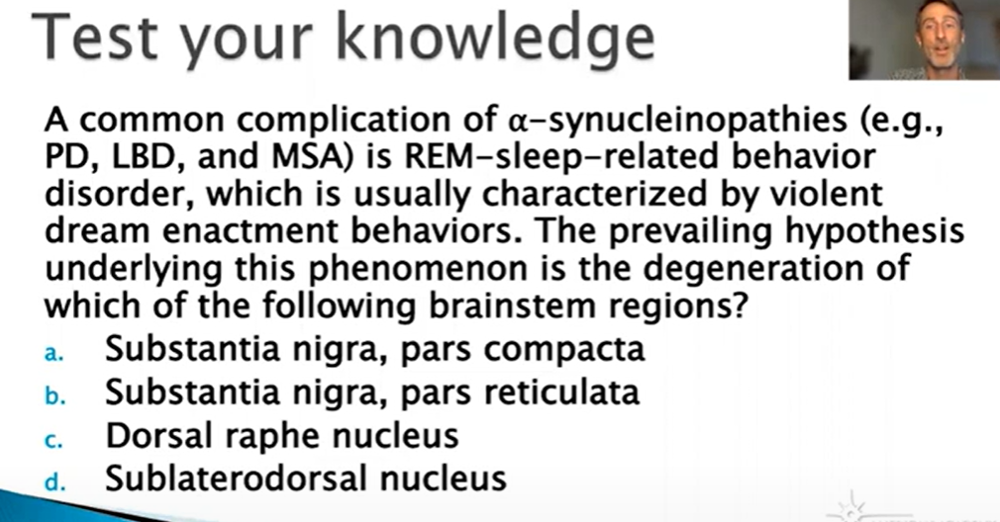 Test your knowledge
A common complication of α-synucleinopathies (e.g.,
PD, LBD, and MSA) is REM-sleep-related behavior
disorder, which is usually characterized by violent
dream enactment behaviors. The prevailing hypothesis
underlying this phenomenon is the degeneration of
which of the following brainstem regions?
a. Substantia nigra, pars compacta
b. Substantia nigra, pars reticulata
c. Dorsal raphe nucleus
d. Sublaterodorsal nucleus